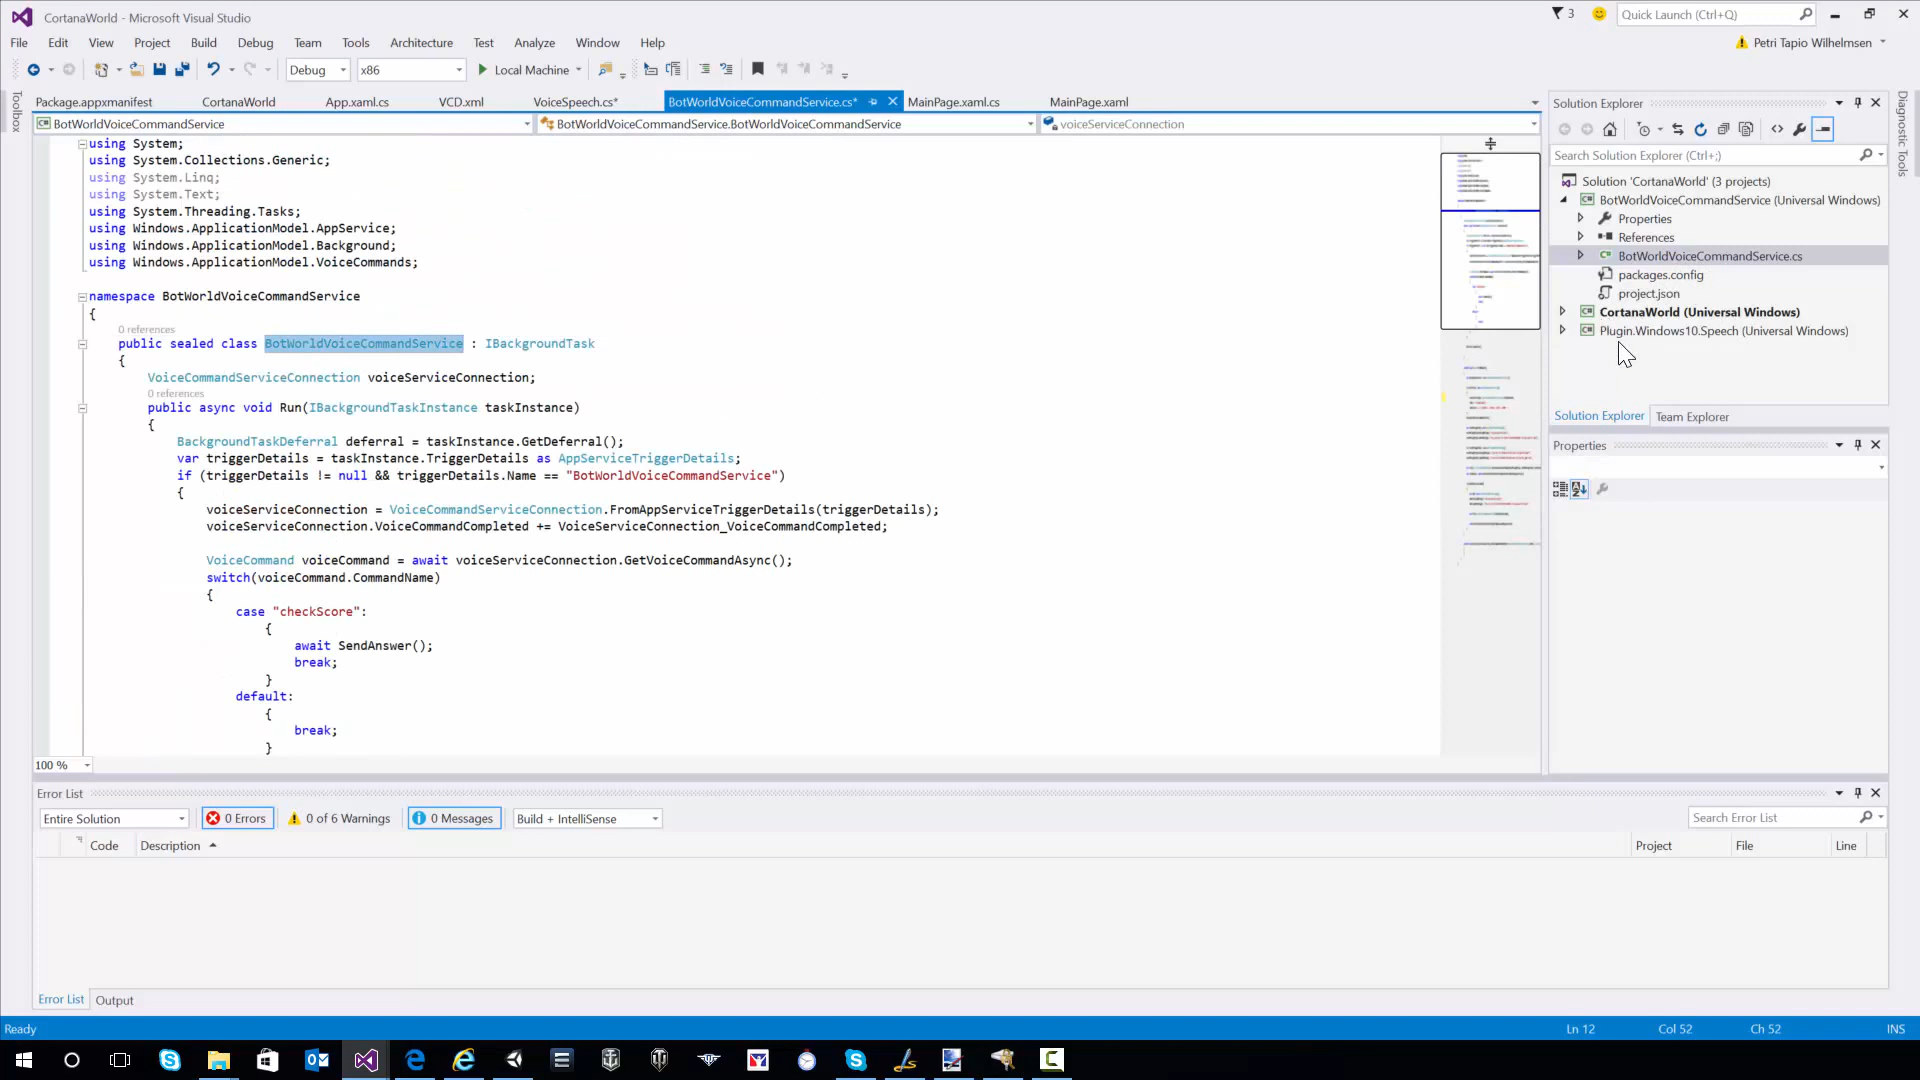 CortanaWorld - Microsoft Visual Studio
3
Quick Launch (Ctrl+Q)
File Edit View Project Build Debug Team Tools Architecture Test Analyze Window Help
Petri Tapio Wilhelmsen
Debug x86 Local Machine
Toolbox
Package.appxmanifest CortanaWorld App.xaml.cs VCD.xml VoiceSpeech.cs* BotWorldVoiceCommandService.cs* MainPage.xaml.cs MainPage.xaml
BotWorldVoiceCommandService BotWorldVoiceCommandService.BotWorldVoiceCommandService voiceServiceConnection
using System;
using System.Collections.Generic;
using System.Linq;
using System.Text;
using System.Threading.Tasks;
using Windows.ApplicationModel.AppService;
using Windows.ApplicationModel.Background;
using Windows.ApplicationModel.VoiceCommands;
namespace BotWorldVoiceCommandService
{
0 references
public sealed class BotWorldVoiceCommandService : IBackgroundTask
{
VoiceCommandServiceConnection voiceServiceConnection;
0 references
public async void Run(IBackgroundTaskInstance taskInstance)
{
BackgroundTaskDeferral deferral = taskInstance.GetDeferral();
var triggerDetails = taskInstance.TriggerDetails as AppServiceTriggerDetails;
if (triggerDetails != null && triggerDetails.Name == "BotWorldVoiceCommandService")
{
voiceServiceConnection = VoiceCommandServiceConnection.FromAppServiceTriggerDetails(triggerDetails);
voiceServiceConnection.VoiceCommandCompleted += VoiceServiceConnection_VoiceCommandCompleted;
VoiceCommand voiceCommand = await voiceServiceConnection.GetVoiceCommandAsync();
switch(voiceCommand.CommandName)
{
case "checkScore":
{
await SendAnswer();
break;
}
default:
{
break;
}
100 %
Solution Explorer
Search Solution Explorer (Ctrl+;)
Solution 'CortanaWorld' (3 projects)
BotWorldVoiceCommandService (Universal Windows)
Properties
References
BotWorldVoiceCommandService.cs
packages.config
project.json
CortanaWorld (Universal Windows)
Plugin.Windows10.Speech (Universal Windows)
Solution Explorer Team Explorer
Properties
Diagnostic Tools
Error List
Entire Solution 0 Errors 0 of 6 Warnings 0 Messages Build + IntelliSense Search Error List
Code Description Project File Line
Error List Output
Ready Ln 12 Col 52 Ch 52 INS